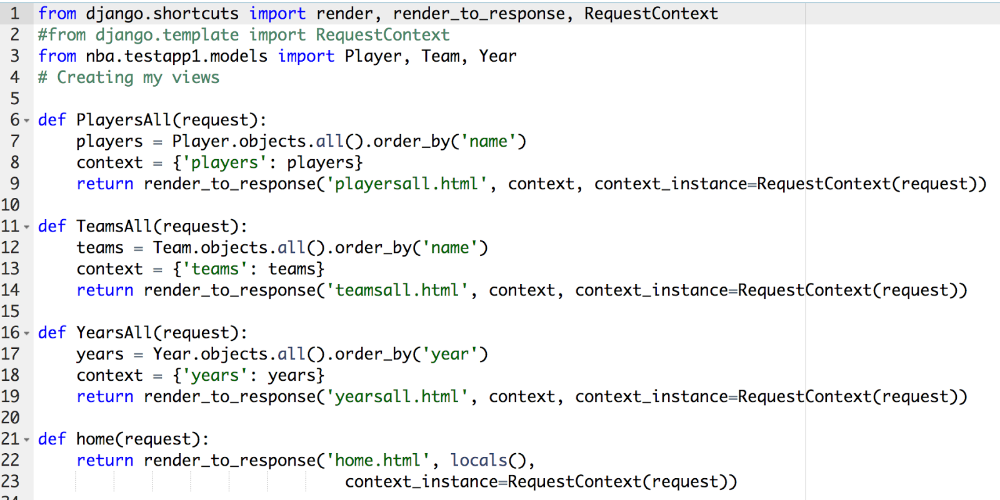 1 from django.shortcuts import render, render_to_response, RequestContext
2 #from django.template import RequestContext
3 from nba.testapp1.models import Player, Team, Year
4 # Creating my views
5
6 def PlayersAll(request):
7     players = Player.objects.all().order_by('name')
8     context = {'players': players}
9     return render_to_response('playersall.html', context, context_instance=RequestContext(request))
10
11 def TeamsAll(request):
12     teams = Team.objects.all().order_by('name')
13     context = {'teams': teams}
14     return render_to_response('teamsall.html', context, context_instance=RequestContext(request))
15
16 def YearsAll(request):
17     years = Year.objects.all().order_by('year')
18     context = {'years': years}
19     return render_to_response('yearsall.html', context, context_instance=RequestContext(request))
20
21 def home(request):
22     return render_to_response('home.html', locals(),
23                                 context_instance=RequestContext(request))